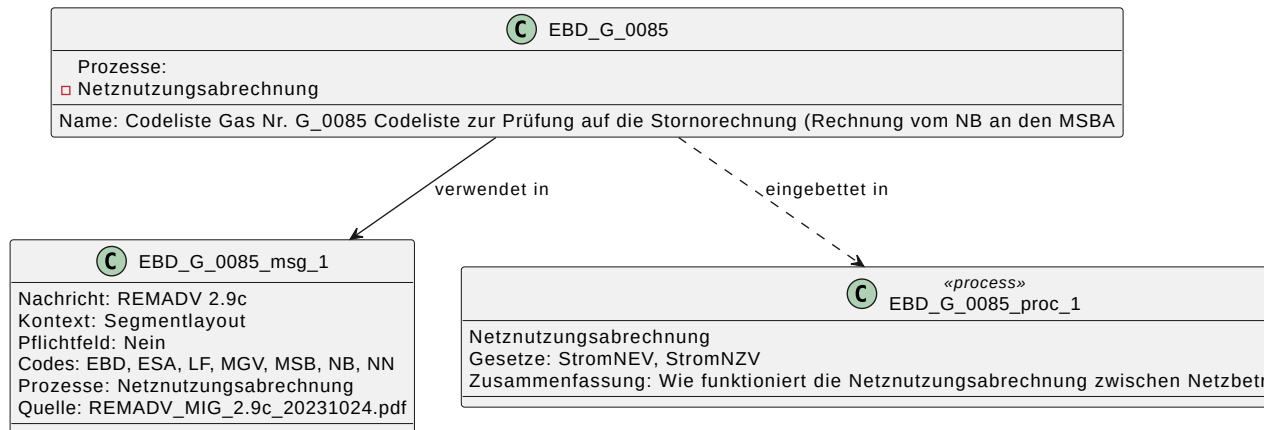 C EBD_G_0085
Prozesse:
Netznutzungsabrechnung
Name: Codeliste Gas Nr. G_0085 Codeliste zur Prüfung auf die Stornorechnung (Rechnung vom NB an den MSBA
verwendet in
eingebettet in
C EBD_G_0085_msg_1
Nachricht: REMADV 2.9c
Kontext: Segmentlayout
Pflichtfeld: Nein
Codes: EBD, ESA, LF, MGV, MSB, NB, NN
Prozesse: Netznutzungsabrechnung
Quelle: REMADV_MIG_2.9c_20231024.pdf
«process»
C EBD_G_0085_proc_1
Netznutzungsabrechnung
Gesetze: StromNEV, StromNZV
Zusammenfassung: Wie funktioniert die Netznutzungsabrechnung zwischen